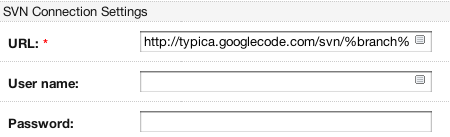 SVN Connection Settings
URL: * http://typica.googlecode.com/svn/%branch%
User name:
Password: